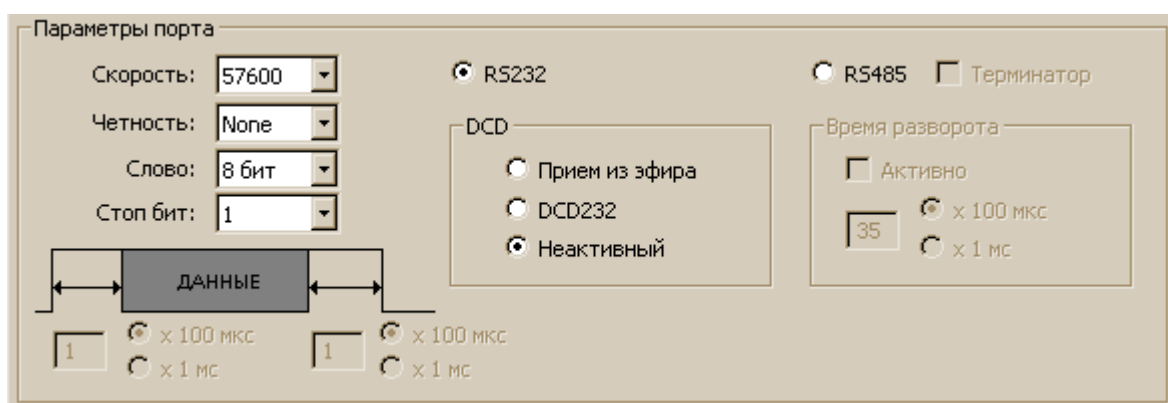 Параметры порта
Скорость: 57600
RS232
RS485
Терминатор
Четность: None
DCD
Время разворота
Слово: 8 бит
Прием из эфира
Активно
Стоп бит: 1
DCD232
35
x 100 мкс
Неактивный
x 1 мс
ДАННЫЕ
1
x 100 мкс
x 1 мс
1
x 100 мкс
x 1 мс